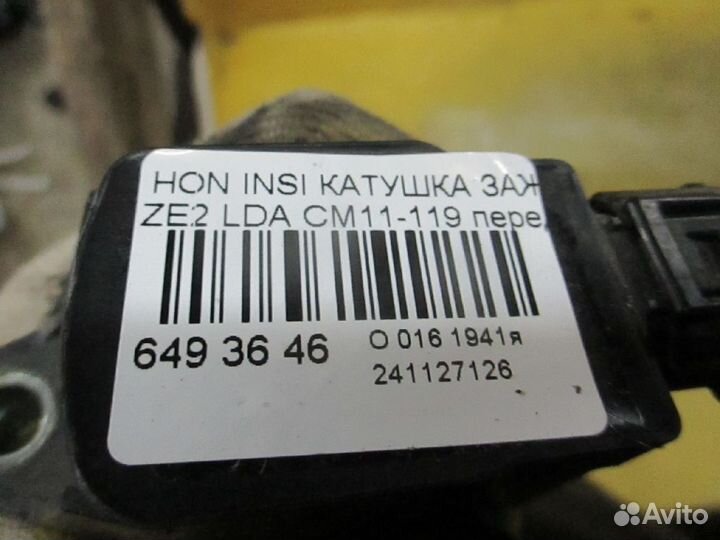 HON INSI КАТУШКА ЗАЖ
ZE2 LDA CM11-119 пере
649 36 46
О 016 1941я
241127126
Avito